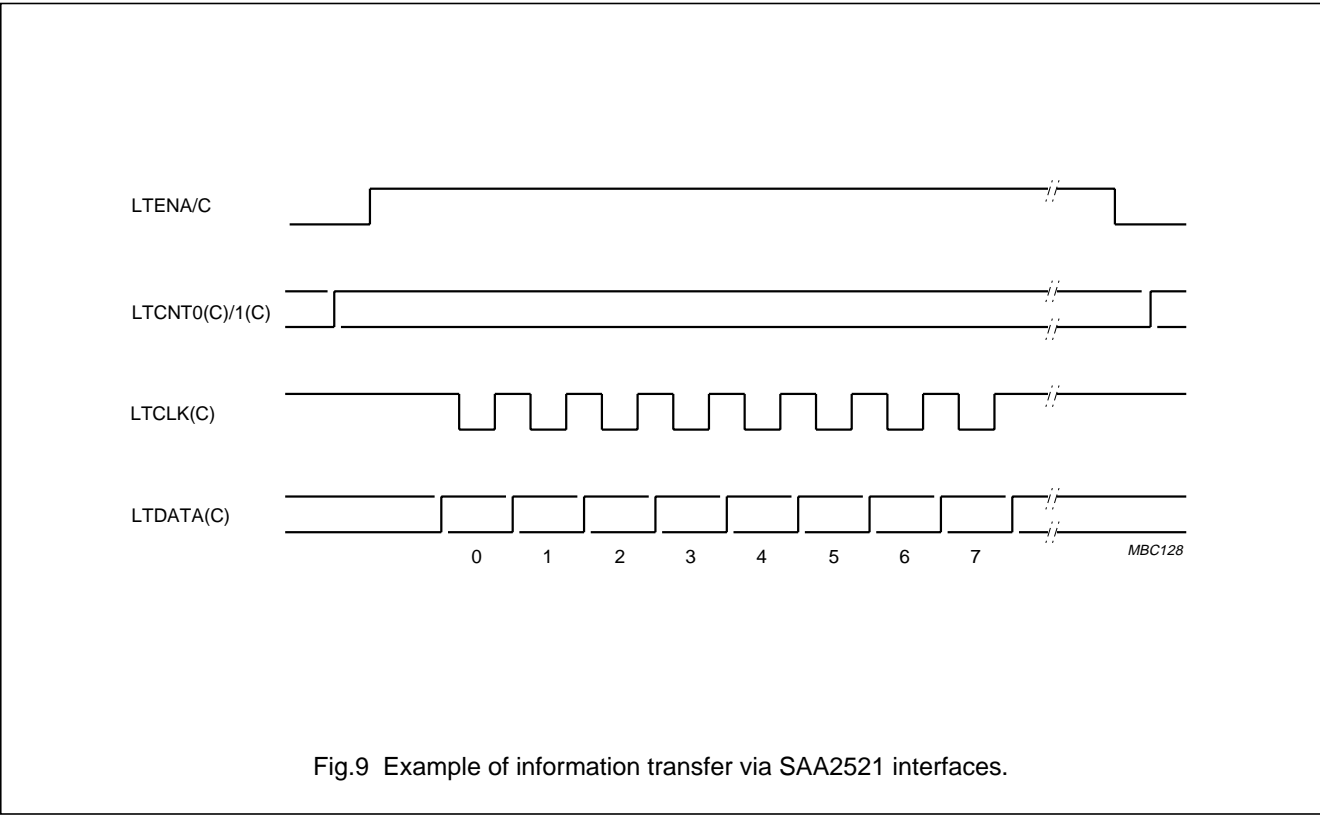 LTENA/C
LTCNT0(C)/1(C)
LTCLK(C)
LTDATA(C)
0 1 2 3 4 5 6 7
MBC128
Fig.9 Example of information transfer via SAA2521 interfaces.